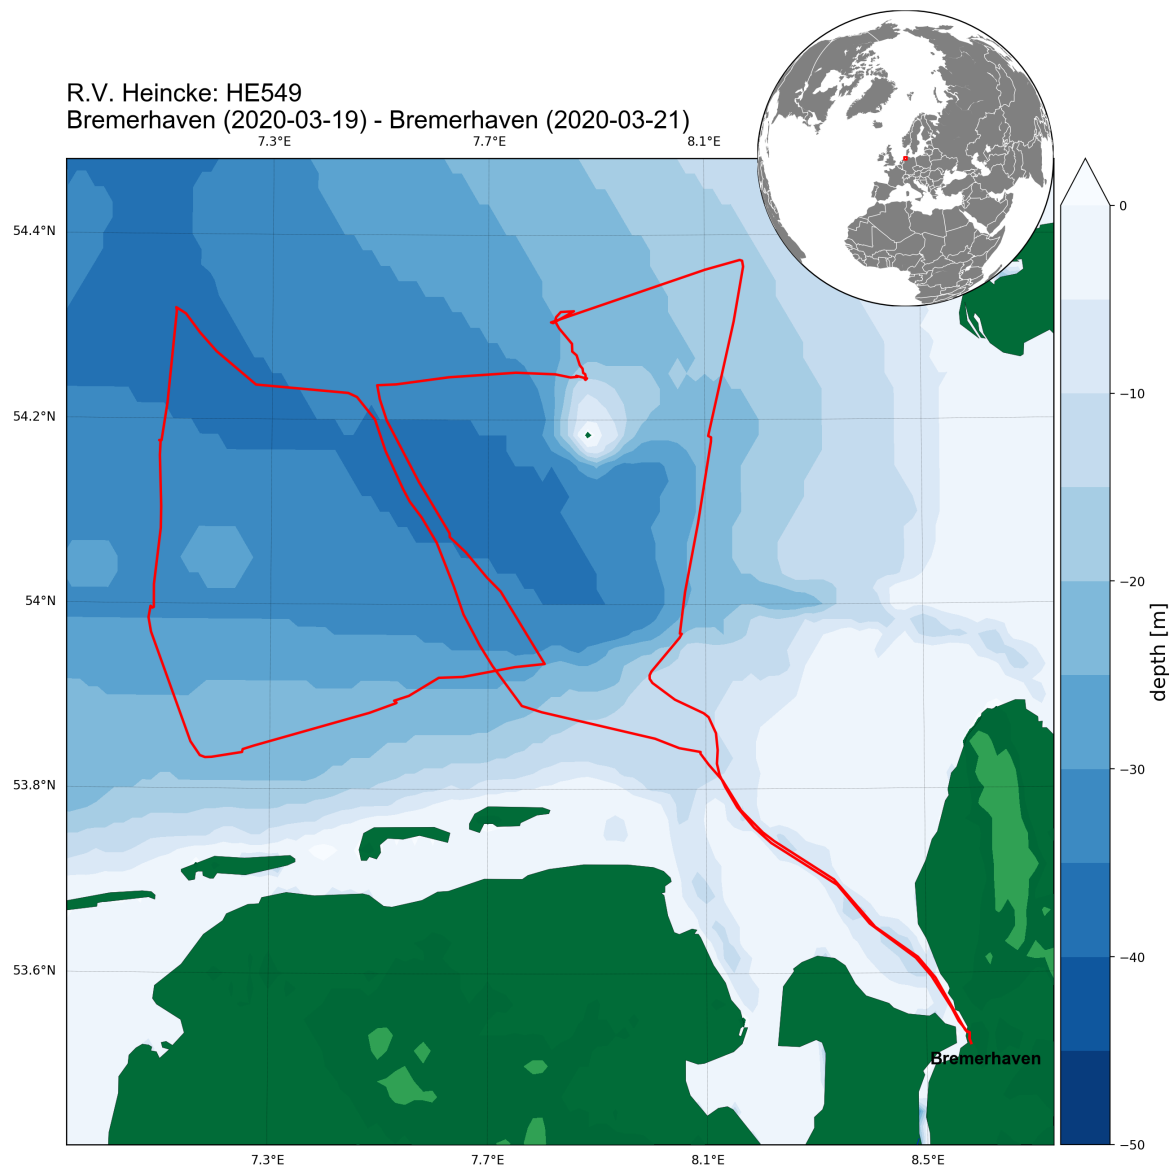 R.V. Heincke: HE549
Bremerhaven (2020-03-19) - Bremerhaven (2020-03-21)
7.3°E 7.7°E 8.1°E
54.4°N
54.2°N
54°N
53.8°N
53.6°N
0
−10
−20
−30
−40
−50
depth [m]
Bremerhaven
7.3°E 7.7°E 8.1°E 8.5°E